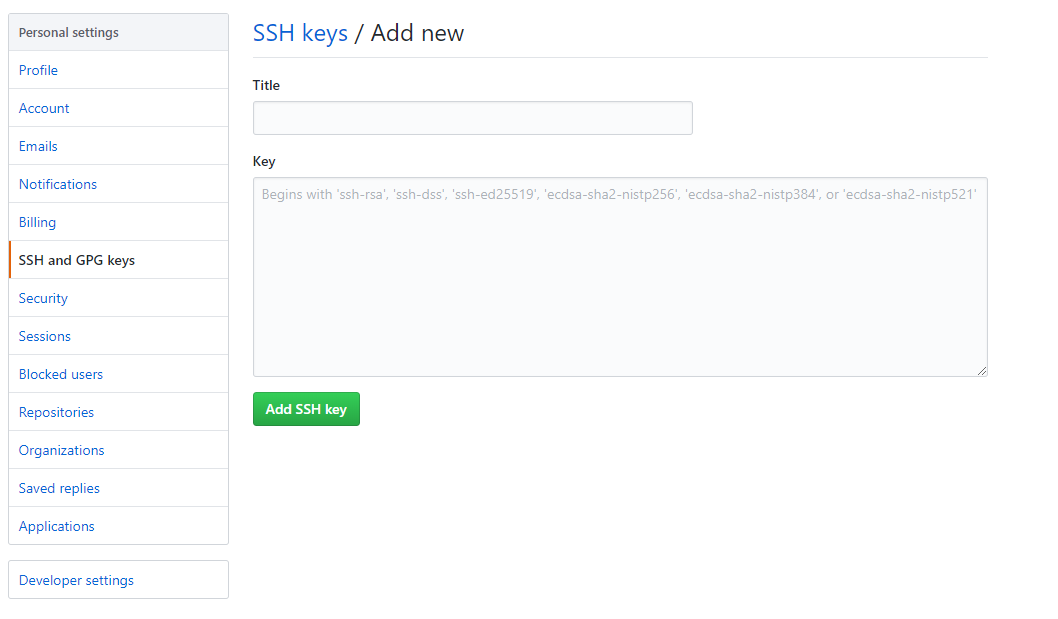 Personal settings
Profile
Account
Emails
Notifications
Billing
SSH and GPG keys
Security
Sessions
Blocked users
Repositories
Organizations
Saved replies
Applications
Developer settings
SSH keys / Add new
Title
Key
Begins with 'ssh-rsa', 'ssh-dss', 'ssh-ed25519', 'ecdsa-sha2-nistp256', 'ecdsa-sha2-nistp384', or 'ecdsa-sha2-nistp521'
Add SSH key